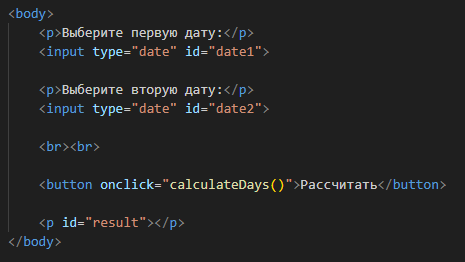 <body>
<p>Выберите первую дату:</p>
<input type="date" id="date1">
<p>Выберите вторую дату:</p>
<input type="date" id="date2">
<br><br>
<button onclick="calculateDays()">Рассчитать</button>
<p id="result"></p>
</body>